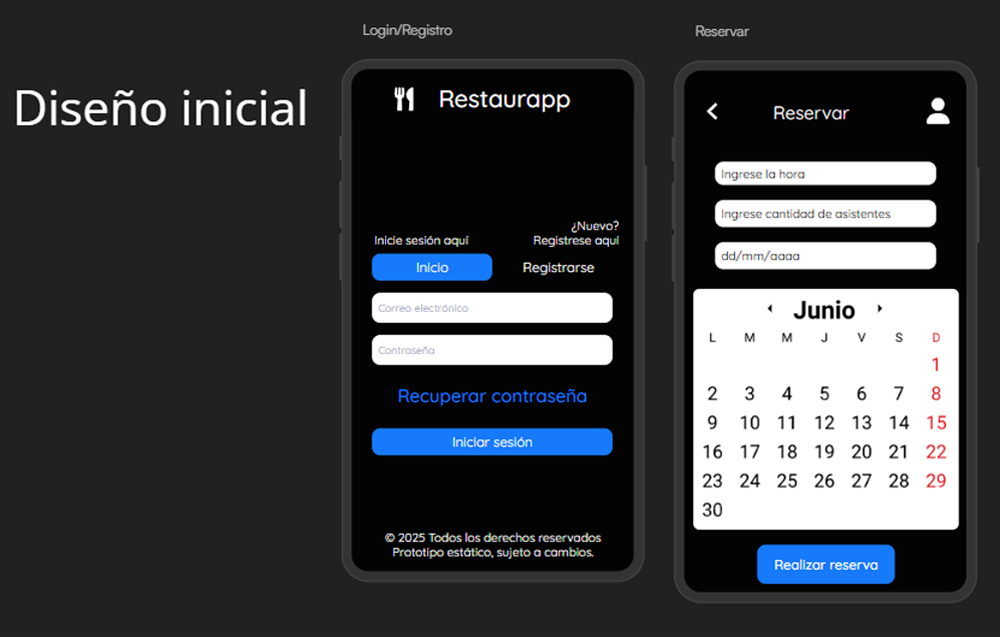 Diseño inicial
Login/Registro
Restaurapp
Inicie sesión aquí
¿Nuevo?
Registrese aquí
Inicio
Registrarse
Correo electrónico
Contraseña
Recuperar contraseña
Iniciar sesión
© 2025 Todos los derechos reservados
Prototipo estático, sujeto a cambios.
Reservar
Reservar
Ingrese la hora
Ingrese cantidad de asistentes
dd/mm/aaaa
Junio
L M M J V S D
1
2 3 4 5 6 7 8
9 10 11 12 13 14 15
16 17 18 19 20 21 22
23 24 25 26 27 28 29
30
Realizar reserva